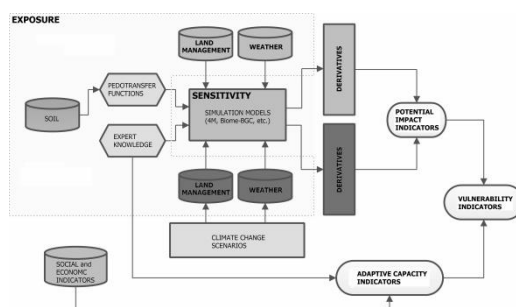 EXPOSURE
LAND
MANAGEMENT
WEATHER
DERIVATIVES
PEDOTRANSFER
FUNCTIONS
SENSITIVITY
SIMULATION MODELS
(4M, Biome-BGC, etc.)
SOIL
EXPERT
KNOWLEDGE
POTENTIAL
IMPACT
INDICATORS
LAND
MANAGEMENT
WEATHER
DERIVATIVES
VULNERABILITY
INDICATORS
CLIMATE CHANGE
SCENARIOS
SOCIAL and
ECONOMC
INDICATORS
ADAPTIVE CAPACITY
INDICATORS